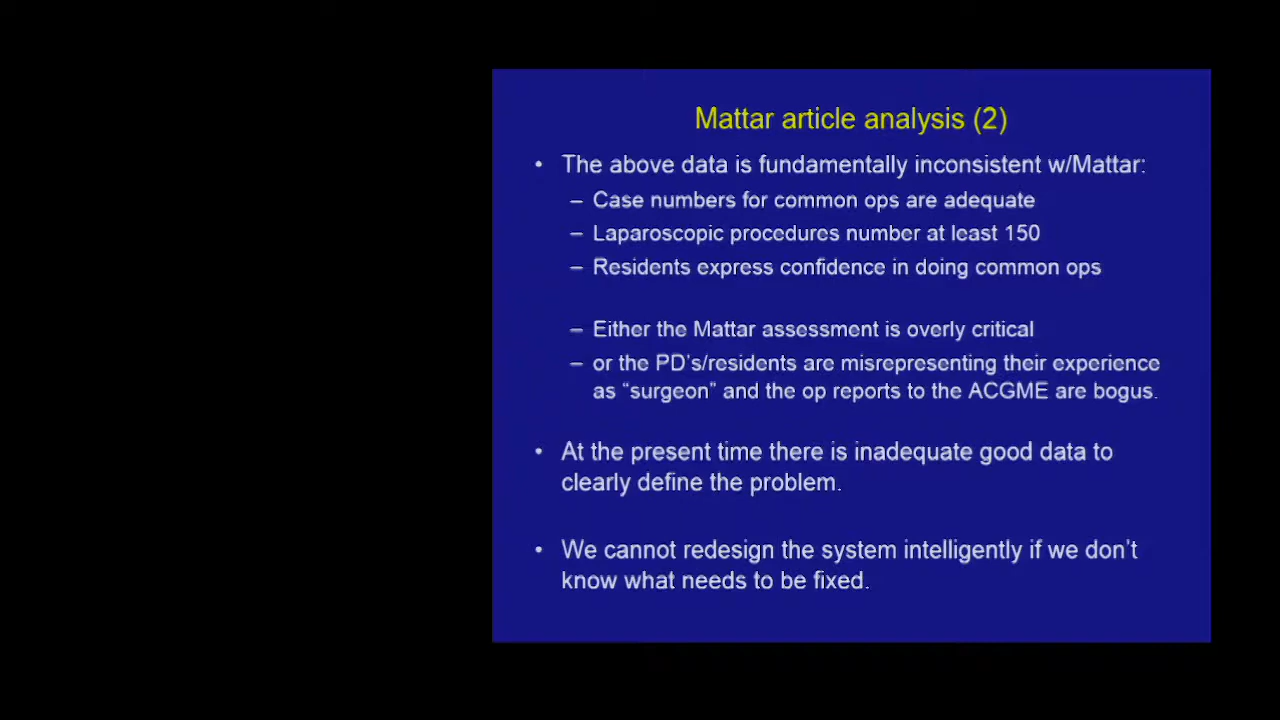 Mattar article analysis (2)
• The above data is fundamentally inconsistent w/Mattar:
– Case numbers for common ops are adequate
– Laparoscopic procedures number at least 150
– Residents express confidence in doing common ops
– Either the Mattar assessment is overly critical
– or the PD's/residents are misrepresenting their experience
as “surgeon” and the op reports to the ACGME are bogus.
• At the present time there is inadequate good data to
clearly define the problem.
• We cannot redesign the system intelligently if we don't
know what needs to be fixed.